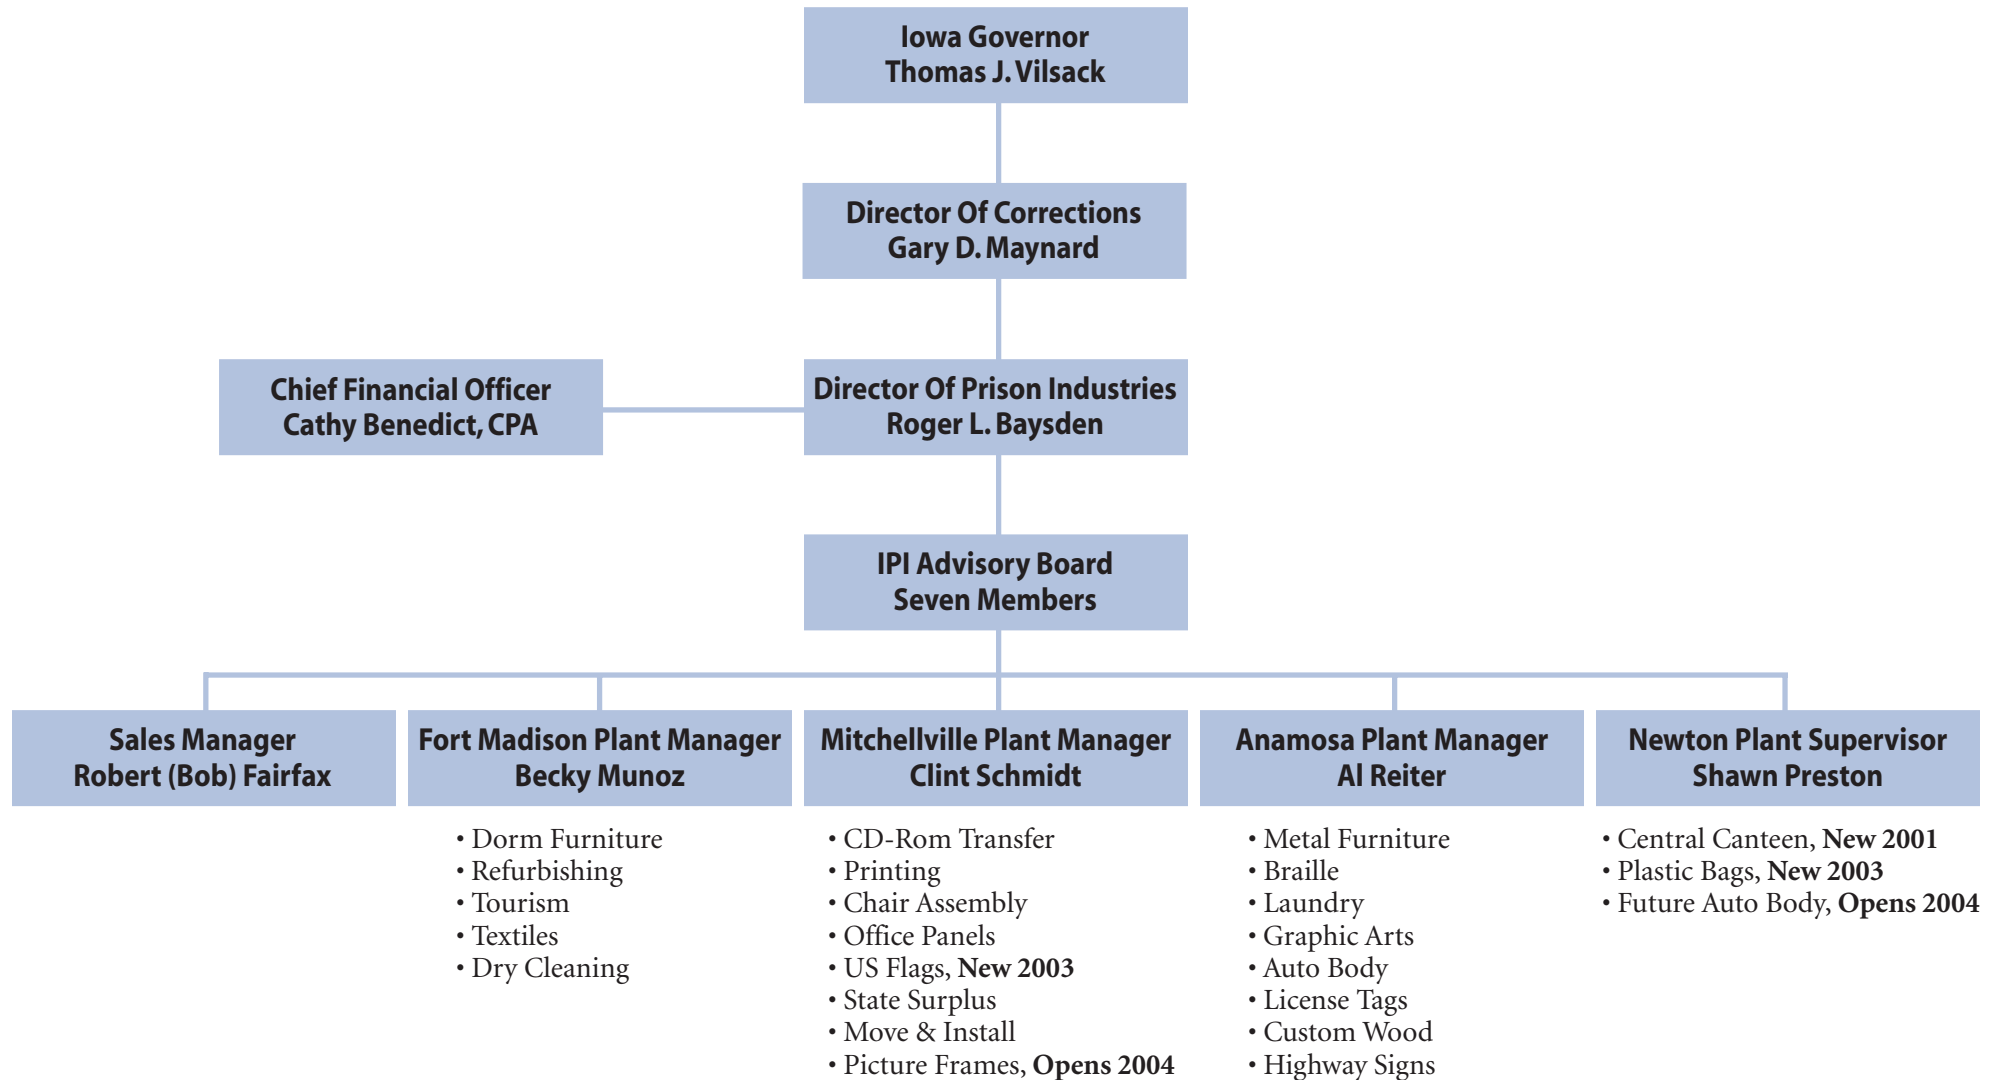 Iowa Governor
Thomas J. Vilsack
Director Of Corrections
Gary D. Maynard
Chief Financial Officer
Cathy Benedict, CPA
Director Of Prison Industries
Roger L. Baysden
IPI Advisory Board
Seven Members
Sales Manager
Robert (Bob) Fairfax
Fort Madison Plant Manager
Becky Munoz
• Dorm Furniture
• Refurbishing
• Tourism
• Textiles
• Dry Cleaning
Mitchellville Plant Manager
Clint Schmidt
• CD-Rom Transfer
• Printing
• Chair Assembly
• Office Panels
• US Flags, New 2003
• State Surplus
• Move & Install
• Picture Frames, Opens 2004
Anamosa Plant Manager
Al Reiter
• Metal Furniture
• Braille
• Laundry
• Graphic Arts
• Auto Body
• License Tags
• Custom Wood
• Highway Signs
Newton Plant Supervisor
Shawn Preston
• Central Canteen, New 2001
• Plastic Bags, New 2003
• Future Auto Body, Opens 2004